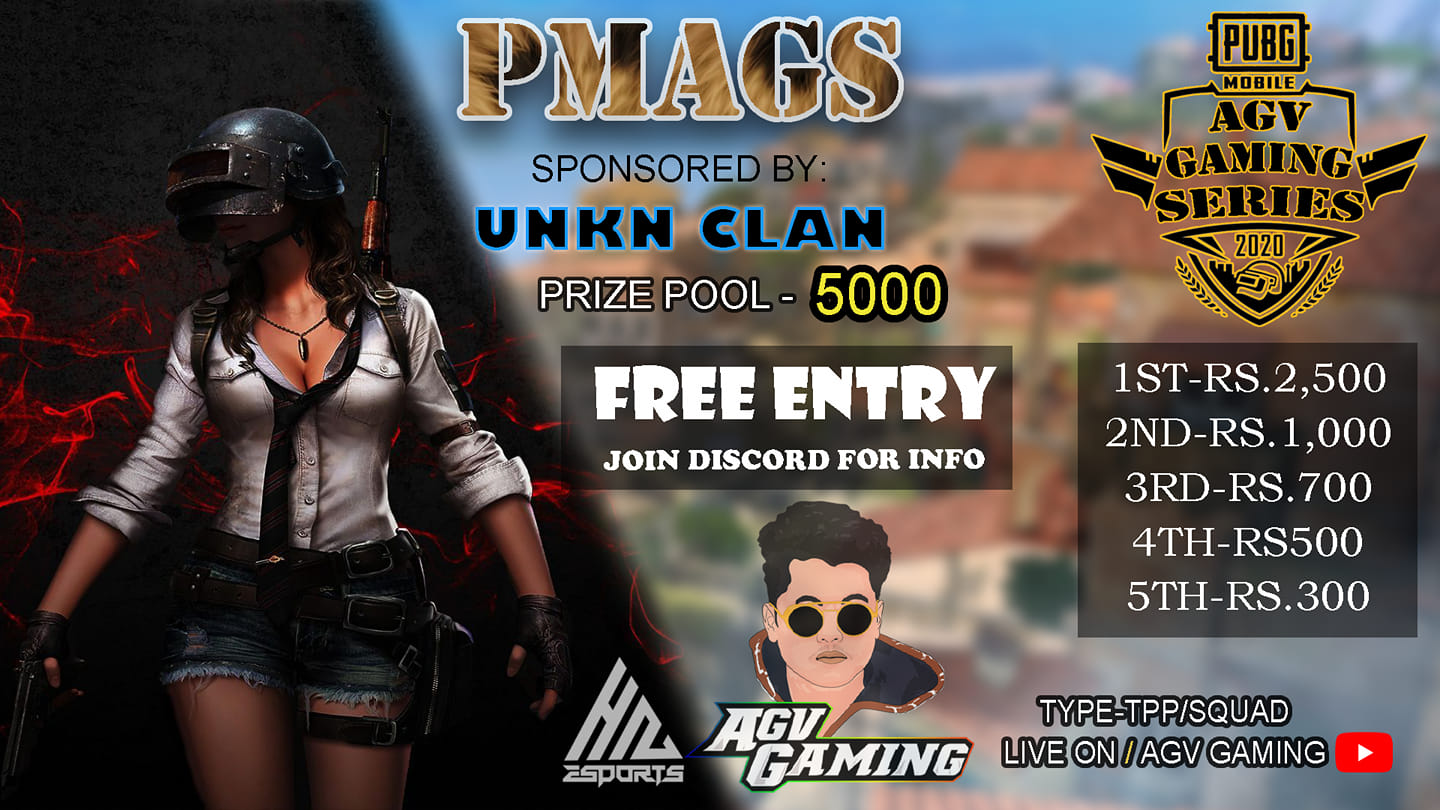 PMAGS
SPONSORED BY:
UNKN CLAN
PRIZE POOL - 5000
FREE ENTRY
JOIN DISCORD FOR INFO
PUBG
MOBILE
AGV
GAMING
SERIES
2020
1ST-RS.2,500
2ND-RS.1,000
3RD-RS.700
4TH-RS500
5TH-RS.300
ESPORTS
AGV
GAMING
TYPE-TPP/SQUAD
LIVE ON / AGV GAMING